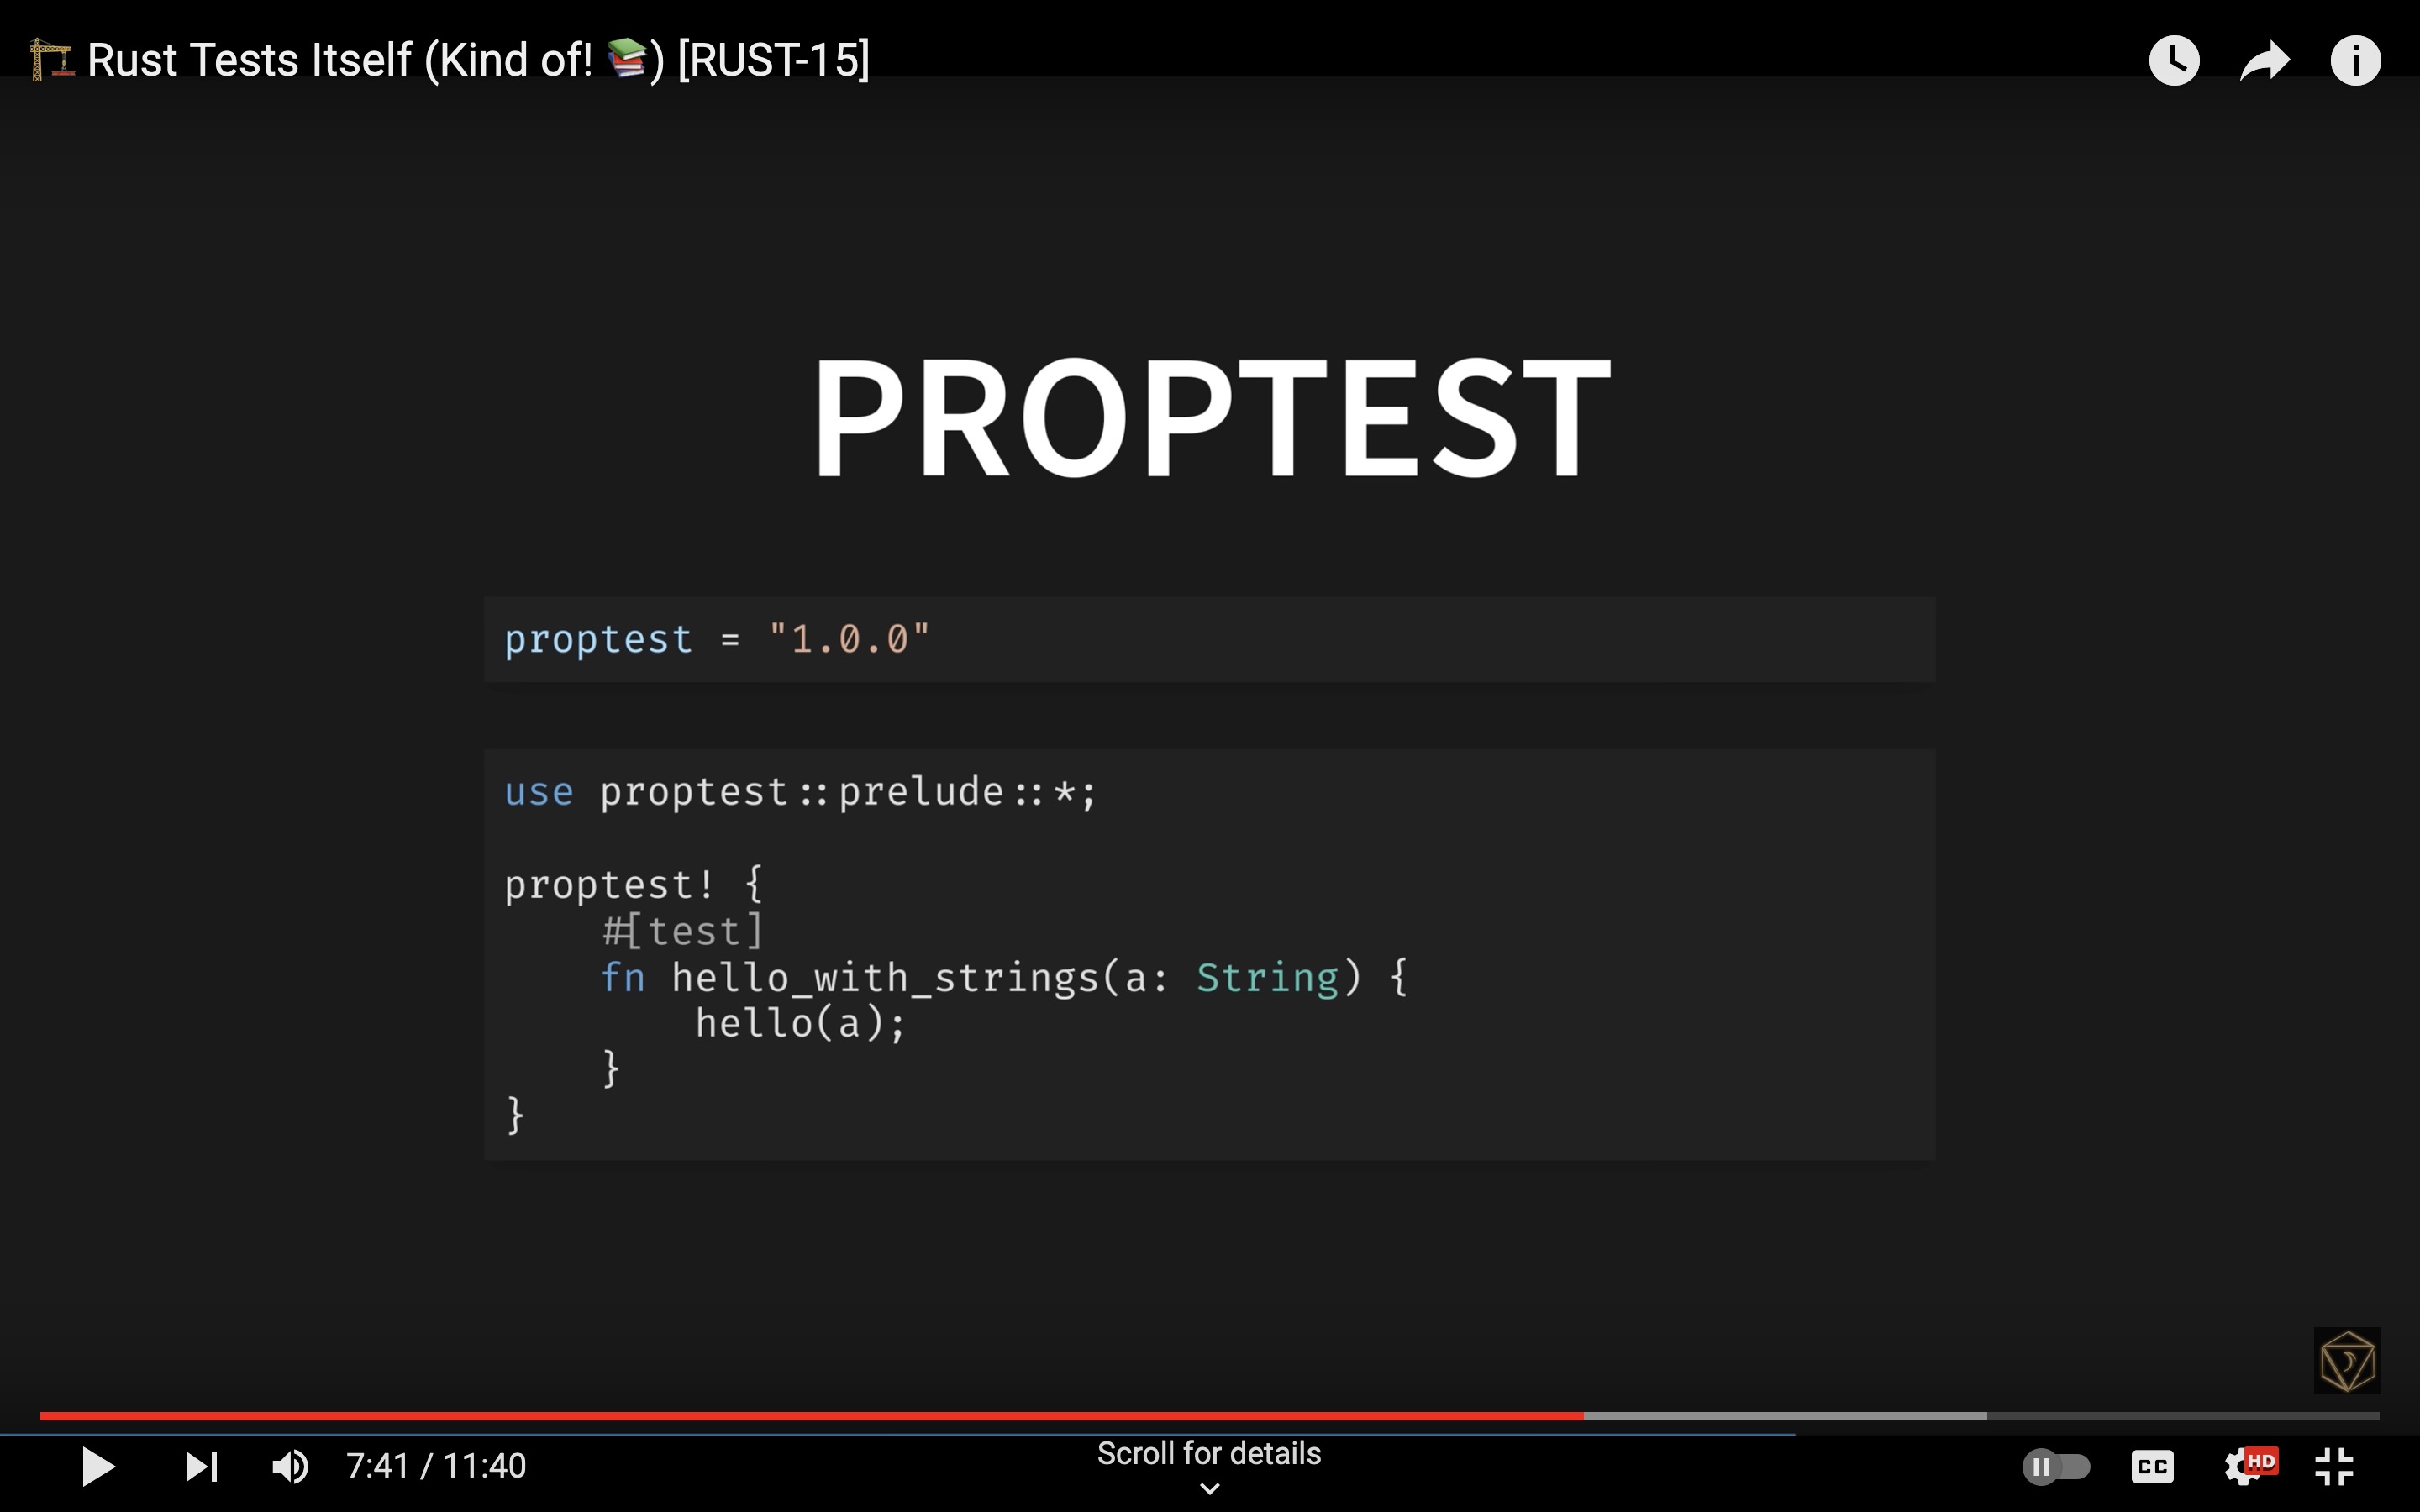 🏗️ Rust Tests Itself (Kind of! 📚) [RUST-15]
PROPTEST
proptest = "1.0.0"
use proptest::prelude::*;
proptest! {
#[test]
fn hello_with_strings(a: String) {
hello(a);
}
}
7:41 / 11:40
Scroll for details
CC
HD